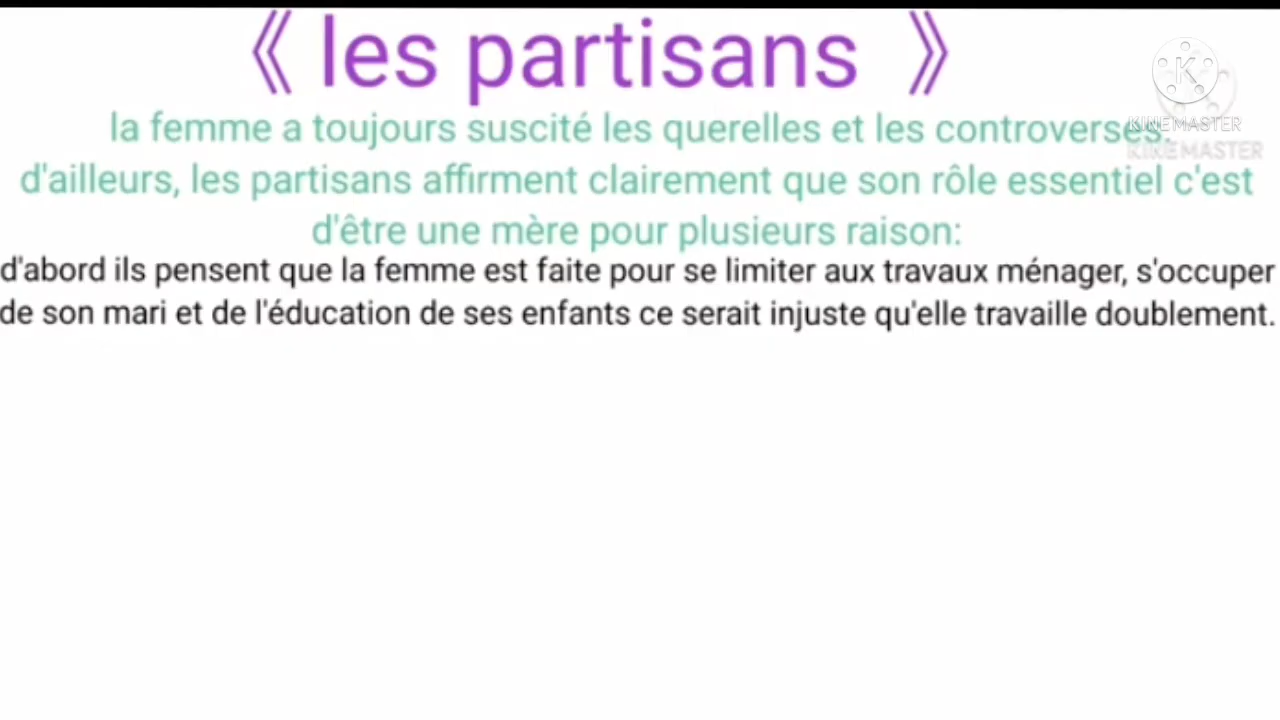 《 les partisans 》
la femme a toujours suscité les querelles et les controverses.
d'ailleurs, les partisans affirment clairement que son rôle essentiel c'est
d'être une mère pour plusieurs raison:
d'abord ils pensent que la femme est faite pour se limiter aux travaux ménager, s'occuper
de son mari et de l'éducation de ses enfants ce serait injuste qu'elle travaille doublement.
K
KINEMASTER
KINEMASTER